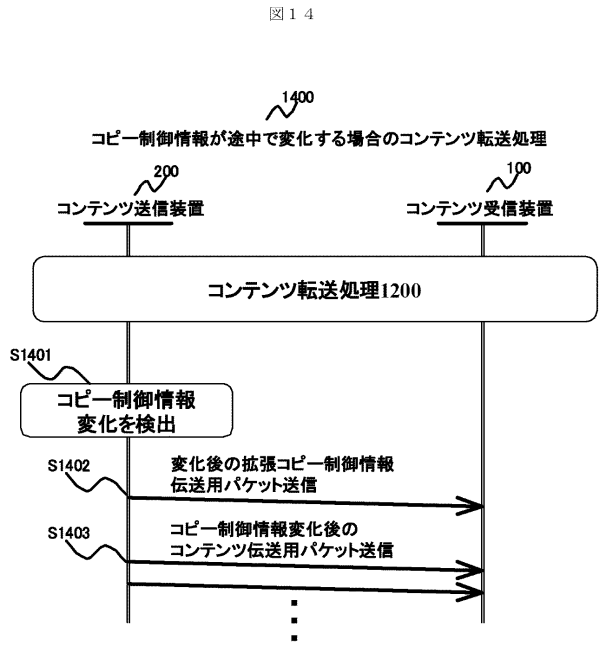 図１４
1400
コピー制御情報が途中で変化する場合のコンテンツ転送処理
200
100
コンテンツ送信装置
コンテンツ受信装置
コンテンツ転送処理1200
S1401
コピー制御情報
変化を検出
S1402
変化後の拡張コピー制御情報
伝送用パケット送信
S1403
コピー制御情報変化後の
コンテンツ伝送用パケット送信